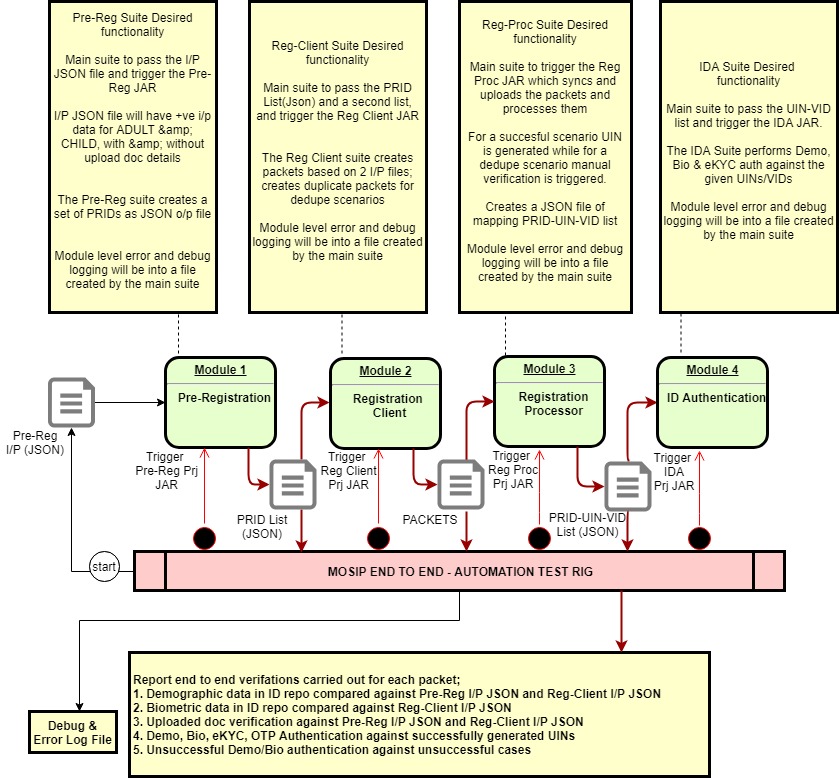 Pre-Reg Suite Desired
functionality
Main suite to pass the I/P
JSON file and trigger the Pre-
Reg JAR
I/P JSON file will have +ve i/p
data for ADULT &amp;
CHILD, with &amp; without
upload doc details
The Pre-Reg suite creates a
set of PRIDs as JSON o/p file
Module level error and debug
logging will be into a file
created by the main suite
Reg-Client Suite Desired
functionality
Main suite to pass the PRID
List(Json) and a second list,
and trigger the Reg Client JAR
The Reg Client suite creates
packets based on 2 I/P files;
creates duplicate packets for
dedupe scenarios
Module level error and debug
logging will be into a file created
by the main suite
Reg-Proc Suite Desired
functionality
Main suite to trigger the Reg
Proc JAR which syncs and
uploads the packets and
processes them
For a succesful scenario UIN
is generated while for a
dedupe scenario manual
verification is triggered.
Creates a JSON file of
mapping PRID-UIN-VID list
Module level error and debug
logging will be into a file
created by the main suite
IDA Suite Desired
functionality
Main suite to pass the UIN-VID
list and trigger the IDA JAR.
The IDA Suite performs Demo,
Bio & eKYC auth against the
given UINs/VIDs
Module level error and debug
logging will be into a file created
by the main suite
Module 1
Pre-Registration
Module 2
Registration
Client
Module 3
Registration
Processor
Module 4
ID Authentication
Pre-Reg
I/P (JSON)
Trigger
Pre-Reg Prj
JAR
PRID List
(JSON)
Trigger
Reg Client
Prj JAR
PACKETS
Trigger
Reg Proc
Prj JAR
PRID-UIN-VID
List (JSON)
Trigger
IDA
Prj JAR
start
MOSIP END TO END - AUTOMATION TEST RIG
Debug &
Error Log File
Report end to end verifations carried out for each packet;
1. Demographic data in ID repo compared against Pre-Reg I/P JSON and Reg-Client I/P JSON
2. Biometric data in ID repo compared against Reg-Client I/P JSON
3. Uploaded doc verification against Pre-Reg I/P JSON and Reg-Client I/P JSON
4. Demo, Bio, eKYC, OTP Authentication against successfully generated UINs
5. Unsuccessful Demo/Bio authentication against unsuccessful cases